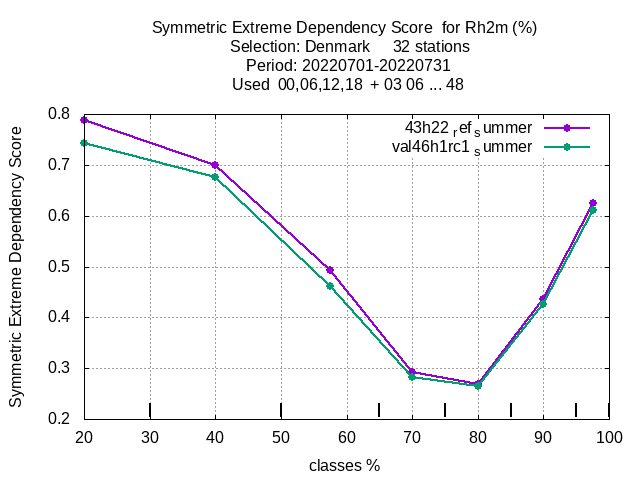 Symmetric Extreme Dependency Score for Rh2m (%)
Selection: Denmark 32 stations
Period: 20220701-20220731
Used 00,06,12,18 + 03 06 ... 48
43h22 ref summer
val46h1rc1 summer
Symmetric Extreme Dependency Score
0.8
0.7
0.6
0.5
0.4
0.3
0.2
20 30 40 50 60 70 80 90 100
classes %